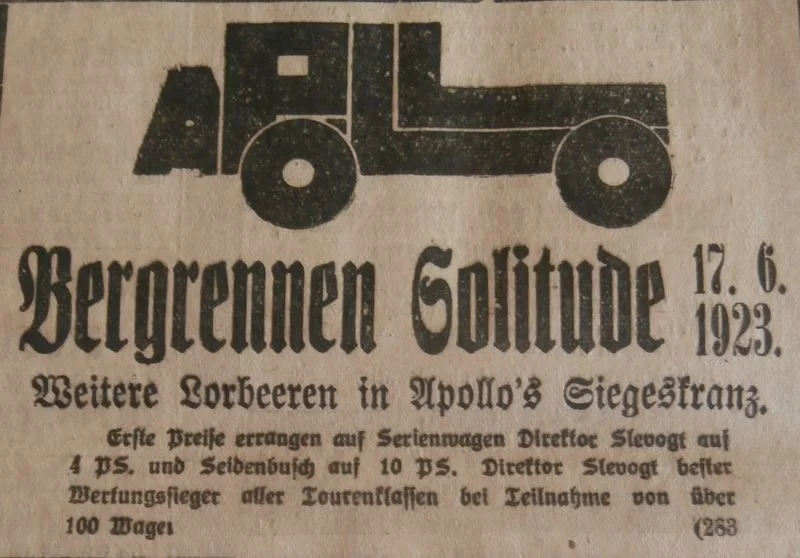 APOLLO
Bergrennen Solitude 17. 6. 1923.
Weitere Lorbeeren in Apollo's Siegeskranz.
Erste Preise errangen auf Serienwagen Direktor Slevogt auf
4 PS. und Seidenbusch auf 10 PS. Direktor Slevogt bester
Wertungssieger aller Tourenklassen bei Teilnahme von über
100 Wagen (283